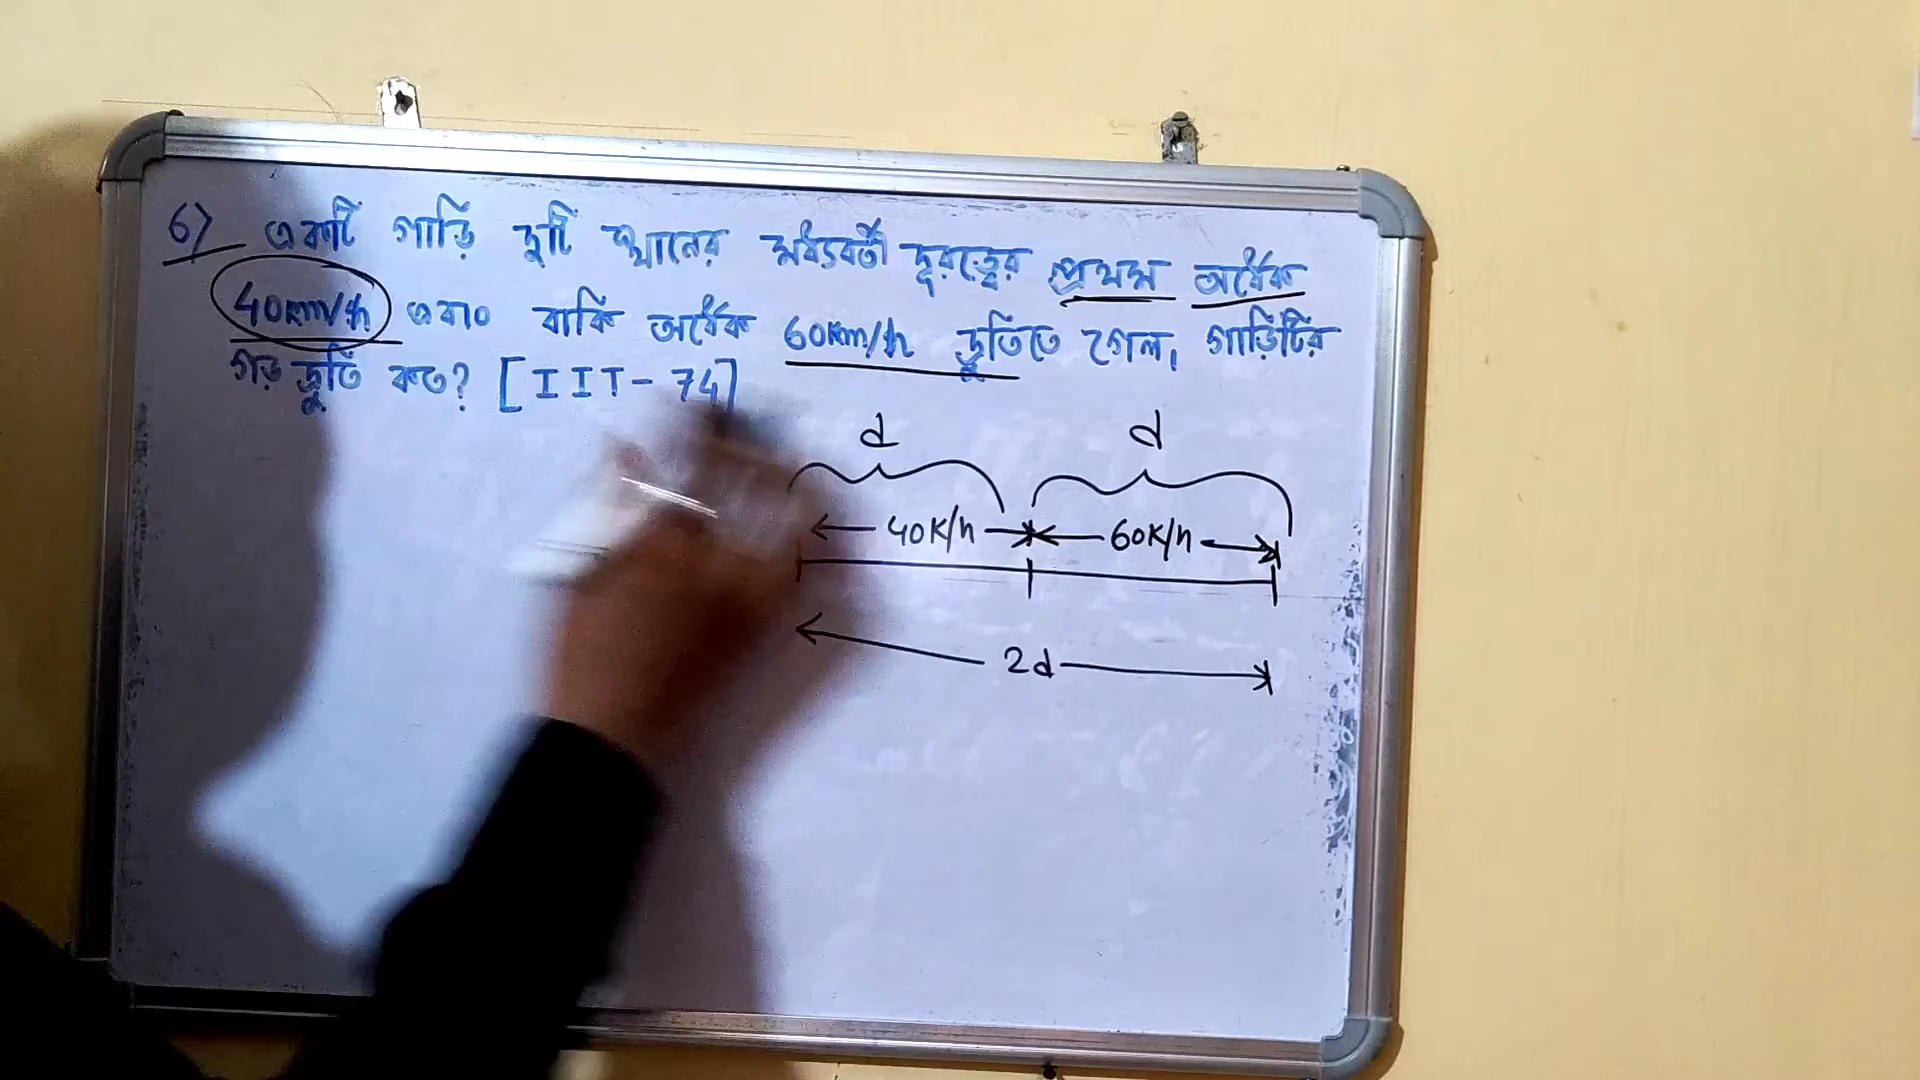 6) একটি গাড়ি দুটি স্থানের মধ্যবর্তী দূরত্বের প্রথম অর্ধেক
40km/h এবং বাকি অর্ধেক 60km/h দ্রুতিতে গেল, গাড়িটির
গড় দ্রুতি কত? [IIT-74]
d d
40K/h 60K/h
2d